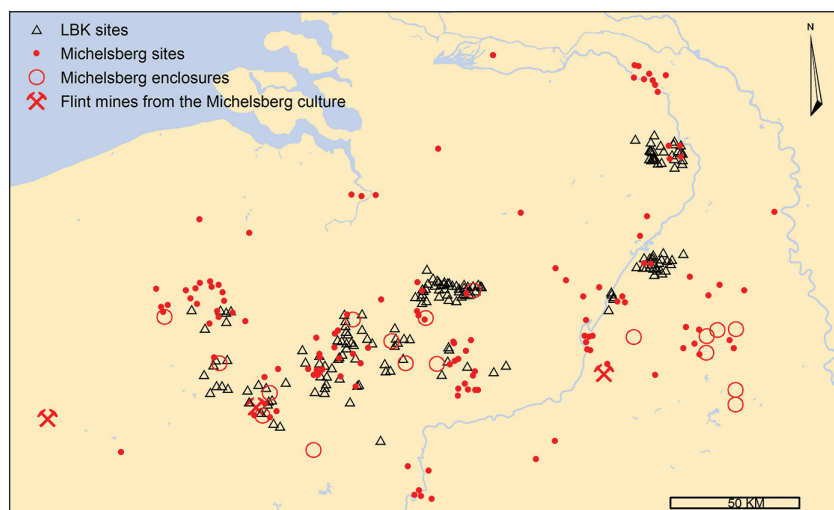 LBK sites
Michelsberg sites
Michelsberg enclosures
Flint mines from the Michelsberg culture
N
50 KM